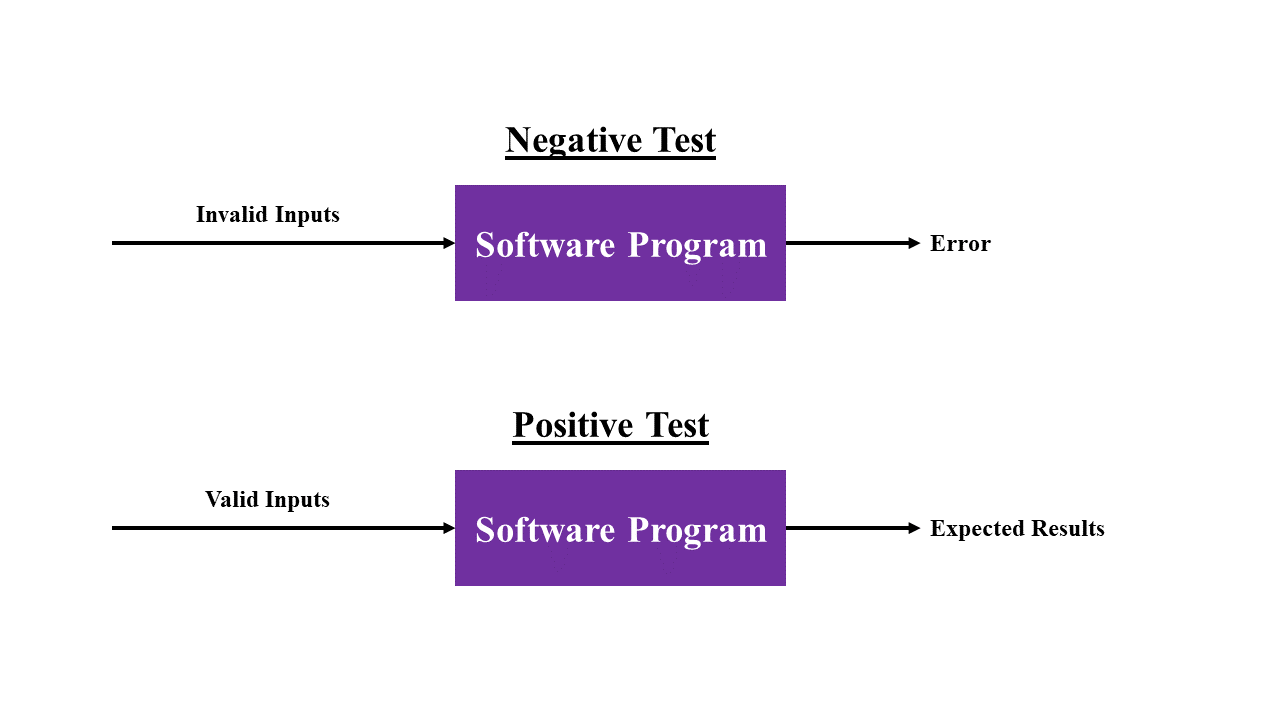 Negative Test
Invalid Inputs
Software Program
Error
Positive Test
Valid Inputs
Software Program
Expected Results